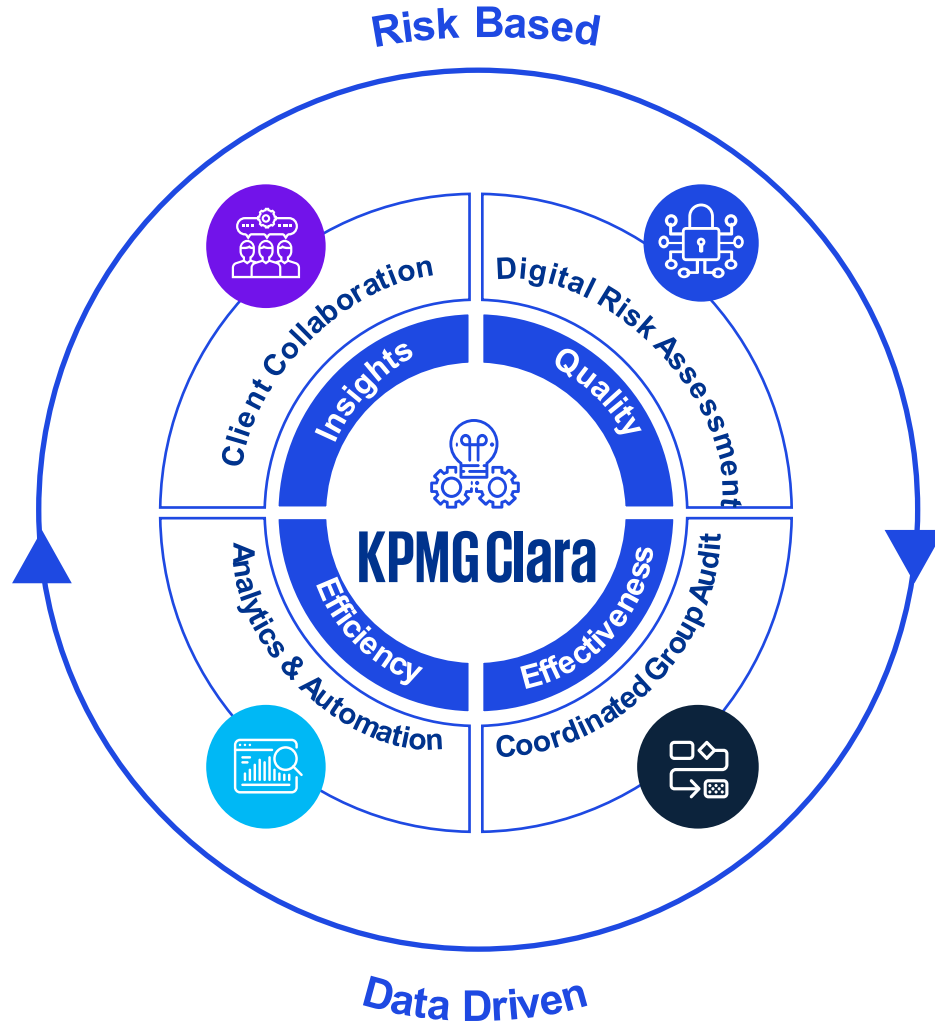 Risk Based
Client Collaboration
Digital Risk Assessment
Insights
Quality
KPMG Clara
Efficiency
Effectiveness
Analytics & Automation
Coordinated Group Audit
Data Driven